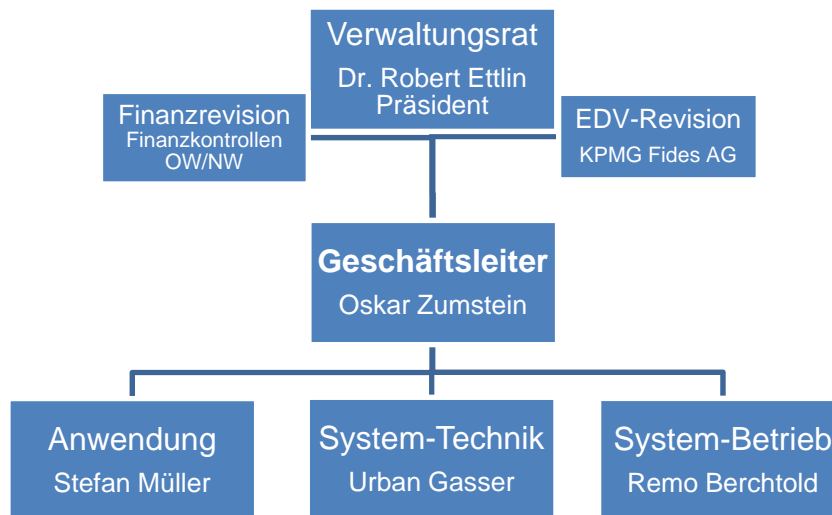 Verwaltungsrat
Dr. Robert Ettlin
Präsident
Finanzrevision
Finanzkontrollen
OW/NW
EDV-Revision
KPMG Fides AG
Geschäftsleiter
Oskar Zumstein
Anwendung
Stefan Müller
System-Technik
Urban Gasser
System-Betrieb
Remo Berchtold